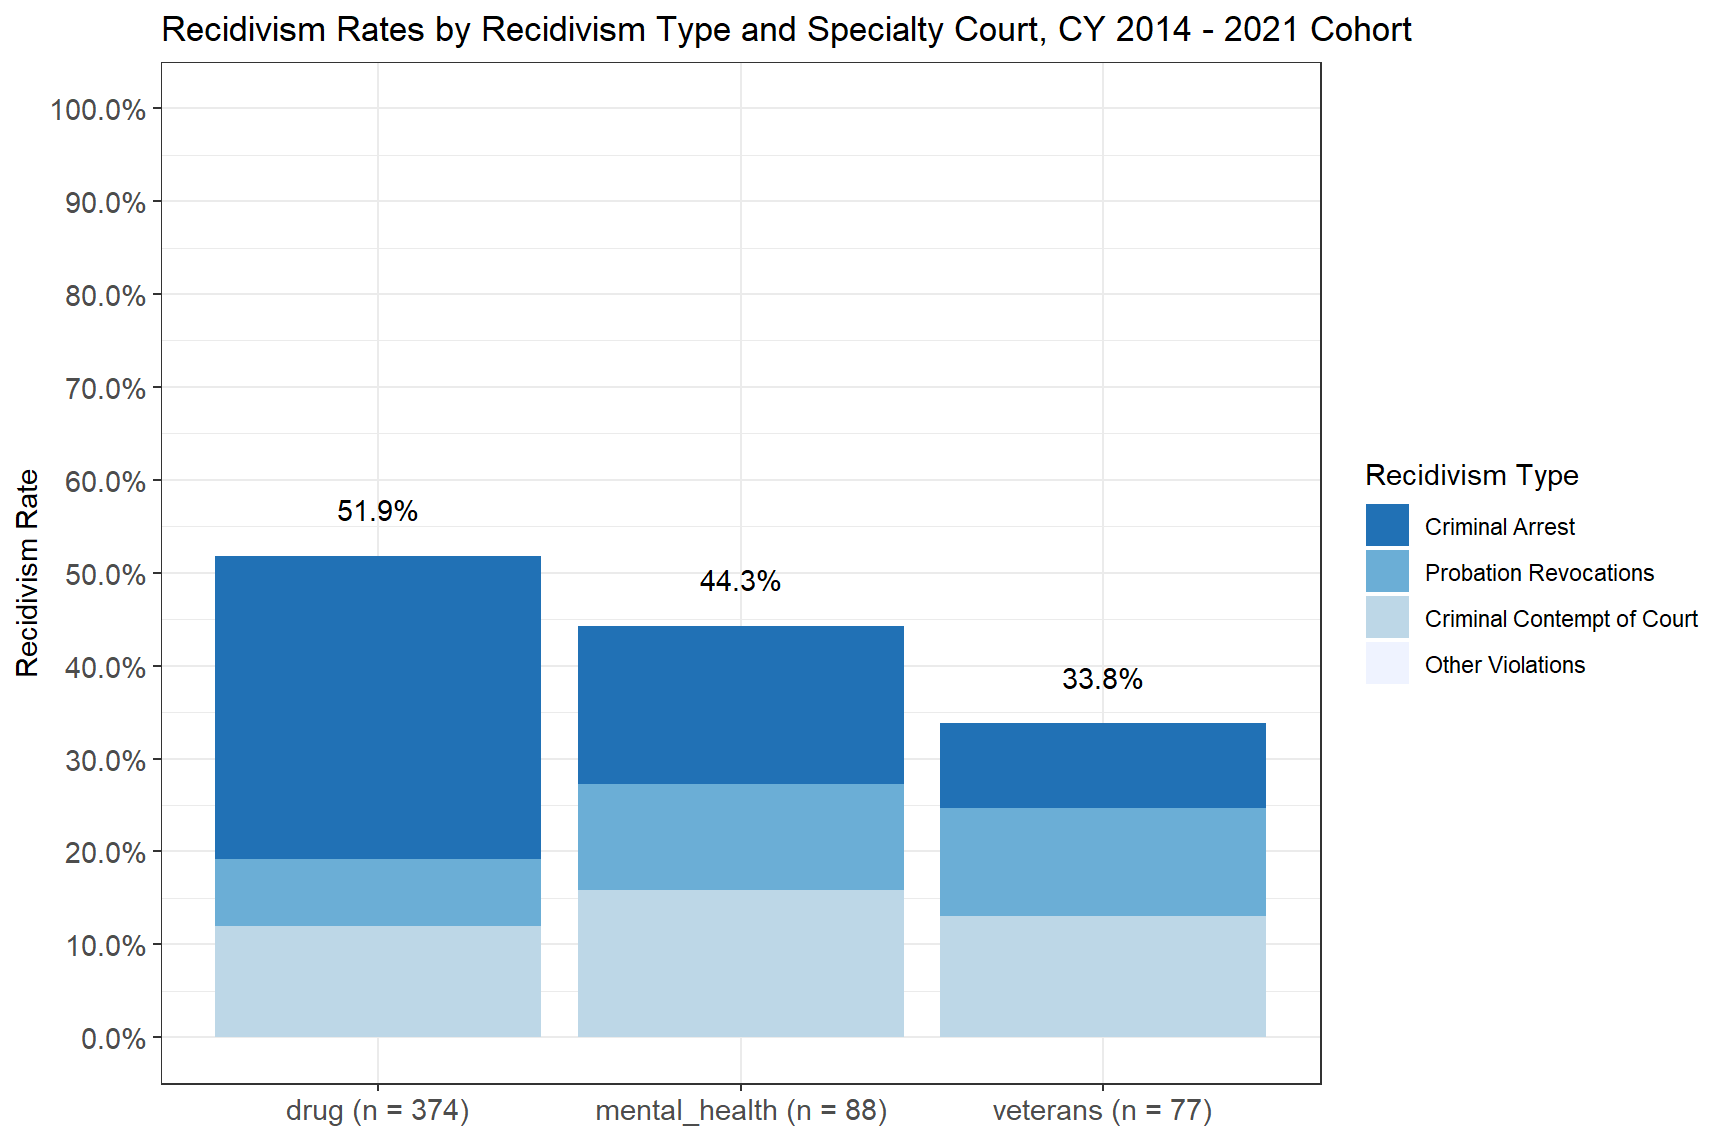 Recidivism Rates by Recidivism Type and Specialty Court, CY 2014 - 2021 Cohort
Recidivism Rate
100.0%
90.0%
80.0%
70.0%
60.0%
50.0%
40.0%
30.0%
20.0%
10.0%
0.0%
51.9%
44.3%
33.8%
drug (n = 374)
mental_health (n = 88)
veterans (n = 77)
Recidivism Type
Criminal Arrest
Probation Revocations
Criminal Contempt of Court
Other Violations